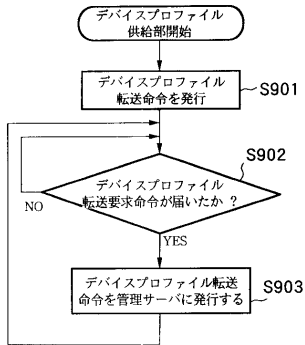 デバイスプロファイル
供給部開始
デバイスプロファイル
転送命令を発行
S901
S902
デバイスプロファイル
転送要求命令が届いたか ?
NO
YES
デバイスプロファイル転送
命令を管理サーバに発行する
S903